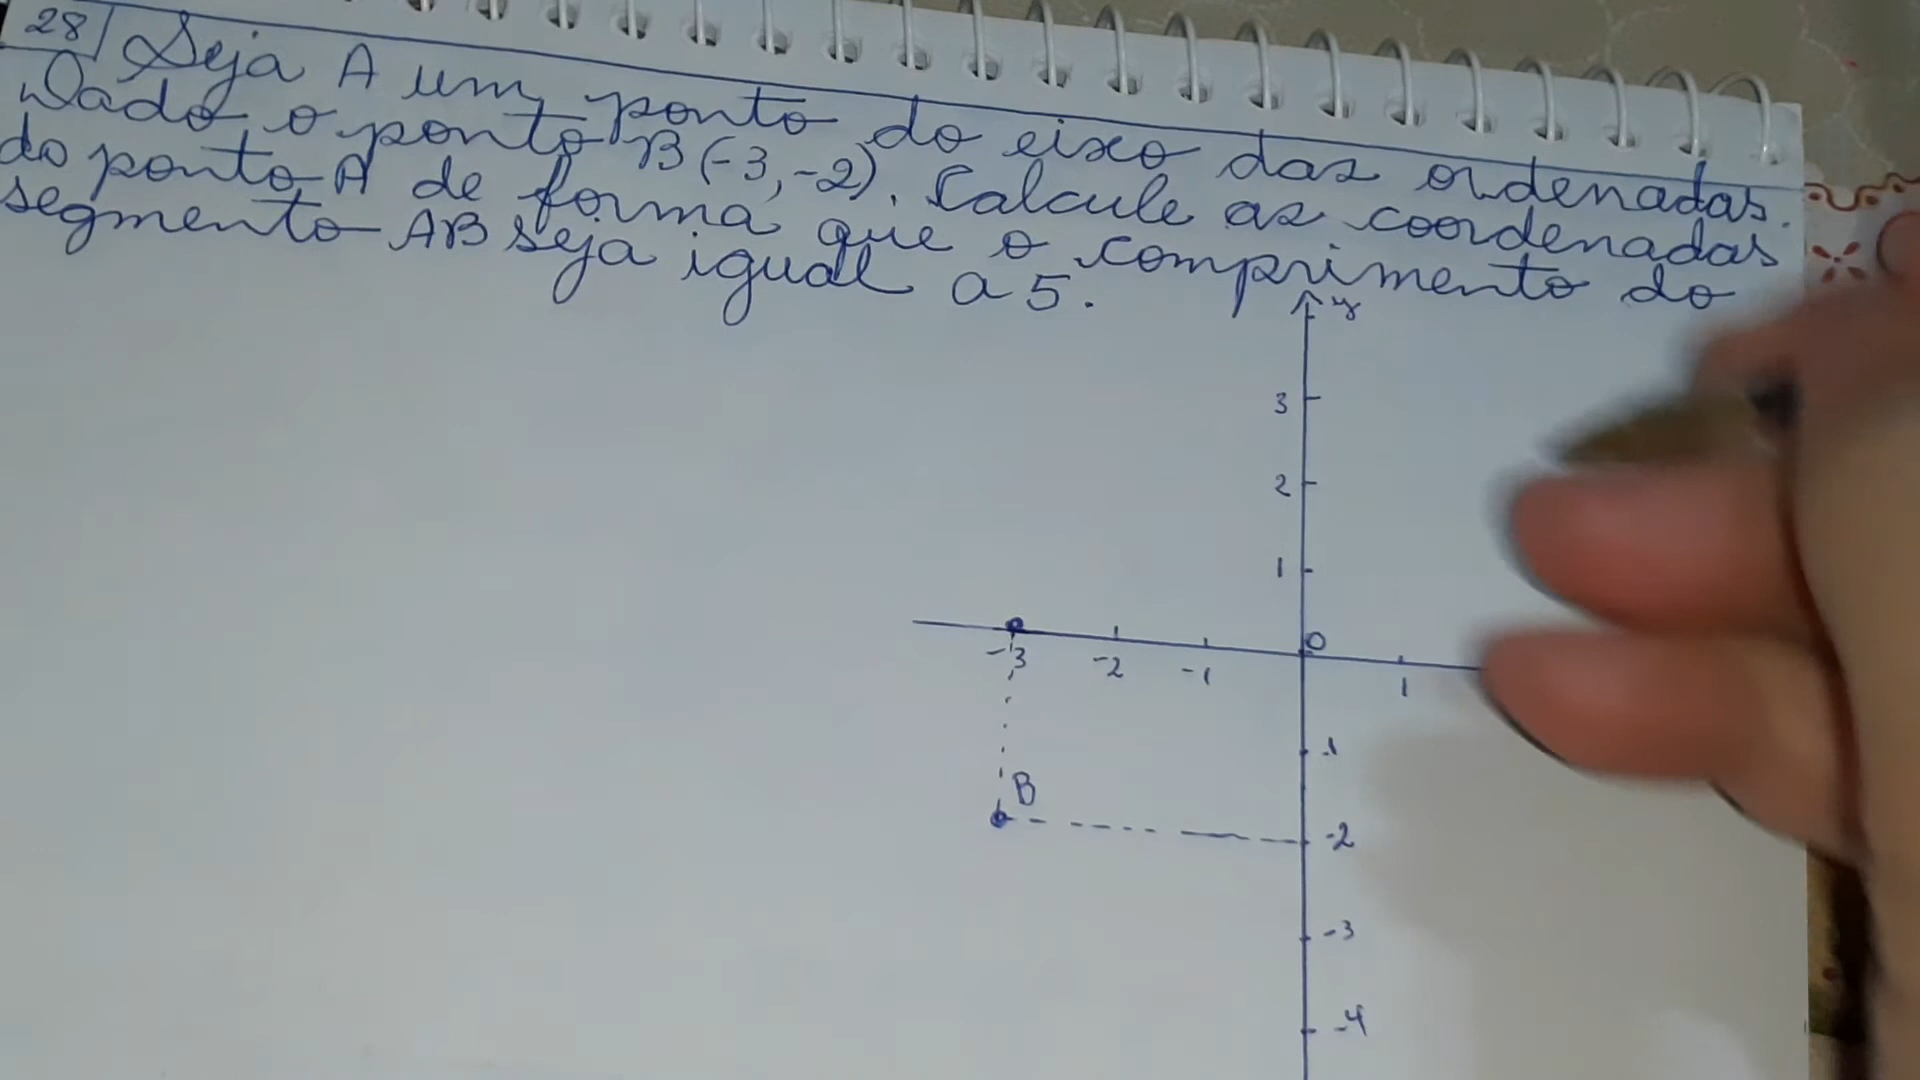 28 Seja A um ponto do eixo das ordenadas.
Dado o ponto B(-3,-2). Calcule as coordenadas
do ponto A de forma que o comprimento do
segmento AB seja igual a 5.
y
3
2
1
0
-3 -2 -1 1
-1
B
-2
-3
-4